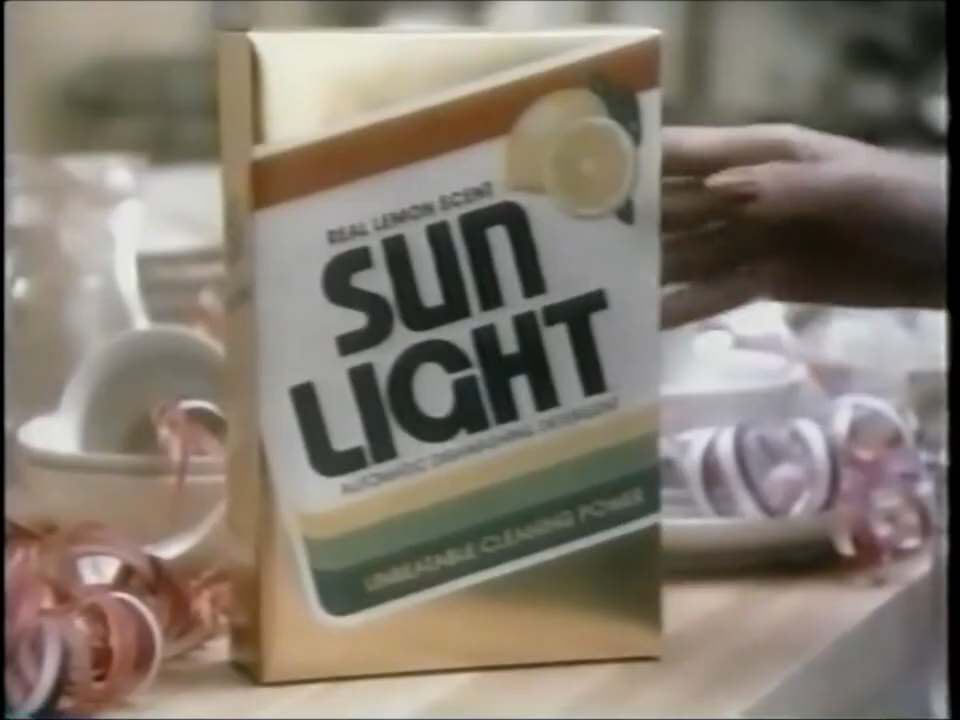 REAL LEMON SCENT
SUN
LIGHT
AUTOMATIC DISHWASHING DETERGENT
UNBEATABLE CLEANING POWER